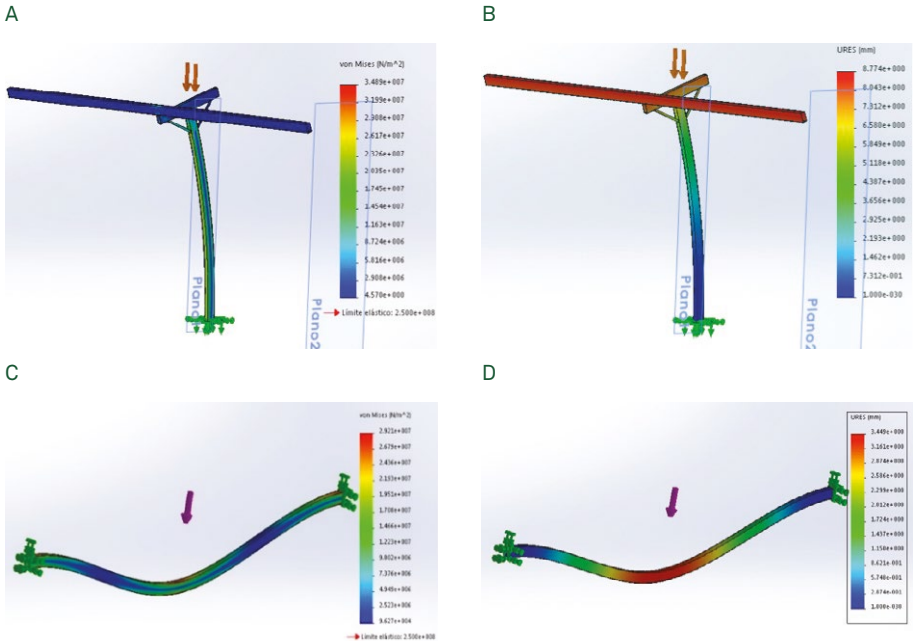 A
B
von Mises (N/m^2)
3.489e+007
3.199e+007
2.908e+007
2.617e+007
2.326e+007
2.035e+007
1.745e+007
1.454e+007
1.163e+007
8.724e+006
5.816e+006
2.908e+006
4.570e+000
Límite elástico: 2.500e+008
Plano2
URES (mm)
8.774e+000
8.043e+000
7.312e+000
6.580e+000
5.849e+000
5.118e+000
4.387e+000
3.656e+000
2.925e+000
2.193e+000
1.462e+000
7.312e-001
1.000e-030
Plano2
C
D
von Mises (N/m^2)
2.921e+007
2.679e+007
2.436e+007
2.193e+007
1.951e+007
1.708e+007
1.466e+007
1.223e+007
9.802e+006
7.376e+006
4.949e+006
2.523e+006
9.627e+004
Límite elástico: 2.500e+008
URES (mm)
3.449e+000
3.161e+000
2.874e+000
2.586e+000
2.299e+000
2.012e+000
1.724e+000
1.437e+000
1.150e+000
8.621e-001
5.748e-001
2.874e-001
1.000e-030